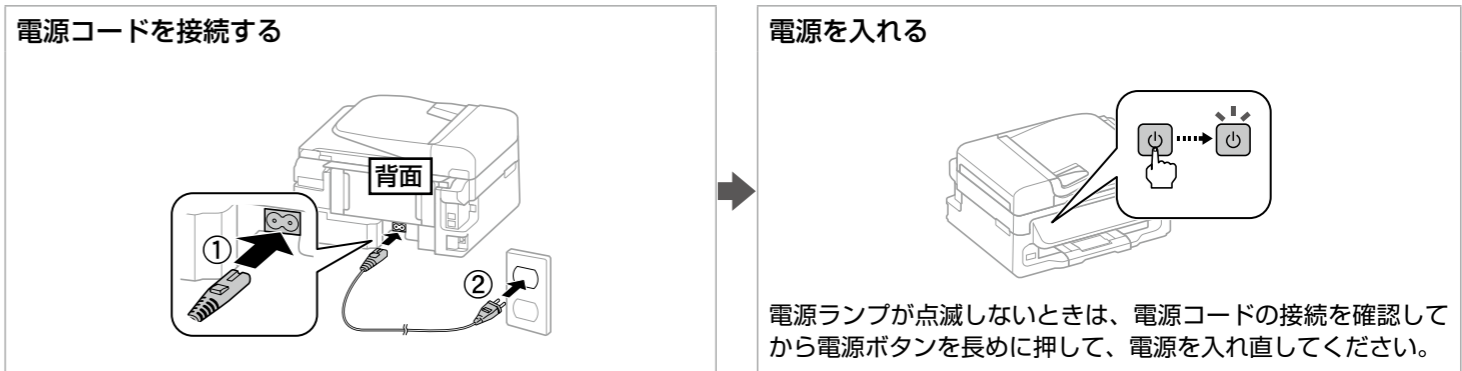 電源コードを接続する
背面
①
②
電源を入れる
電源ランプが点滅しないときは、電源コードの接続を確認して
から電源ボタンを長めに押して、電源を入れ直してください。